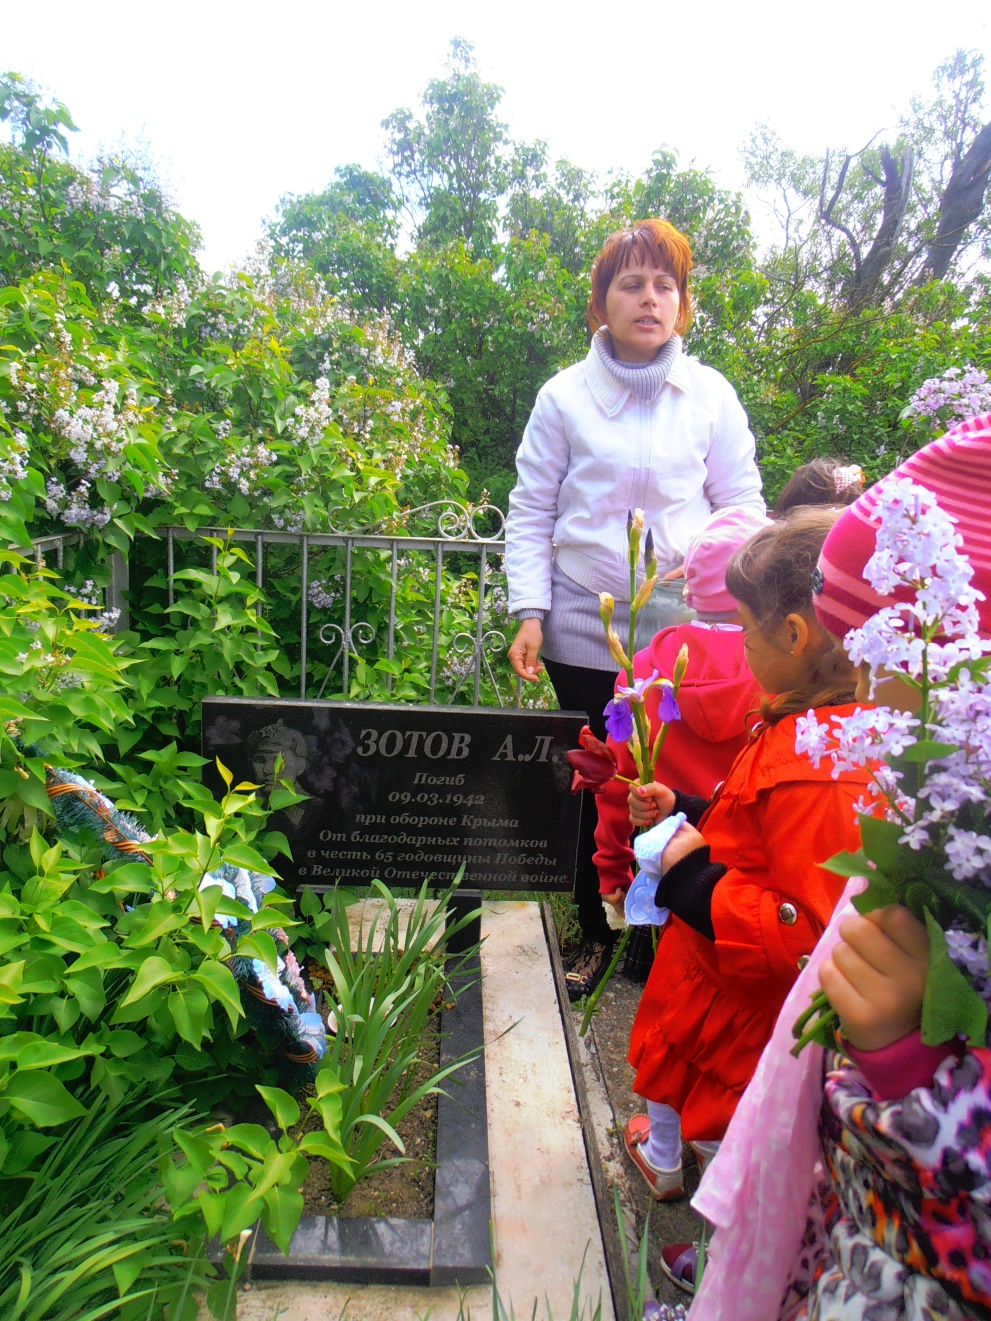 ЗОТОВ А.Л.
Погиб
09.03.1942
при обороне Крыма
От благодарных потомков
в честь 65 годовщины Победы
в Великой Отечественной войне